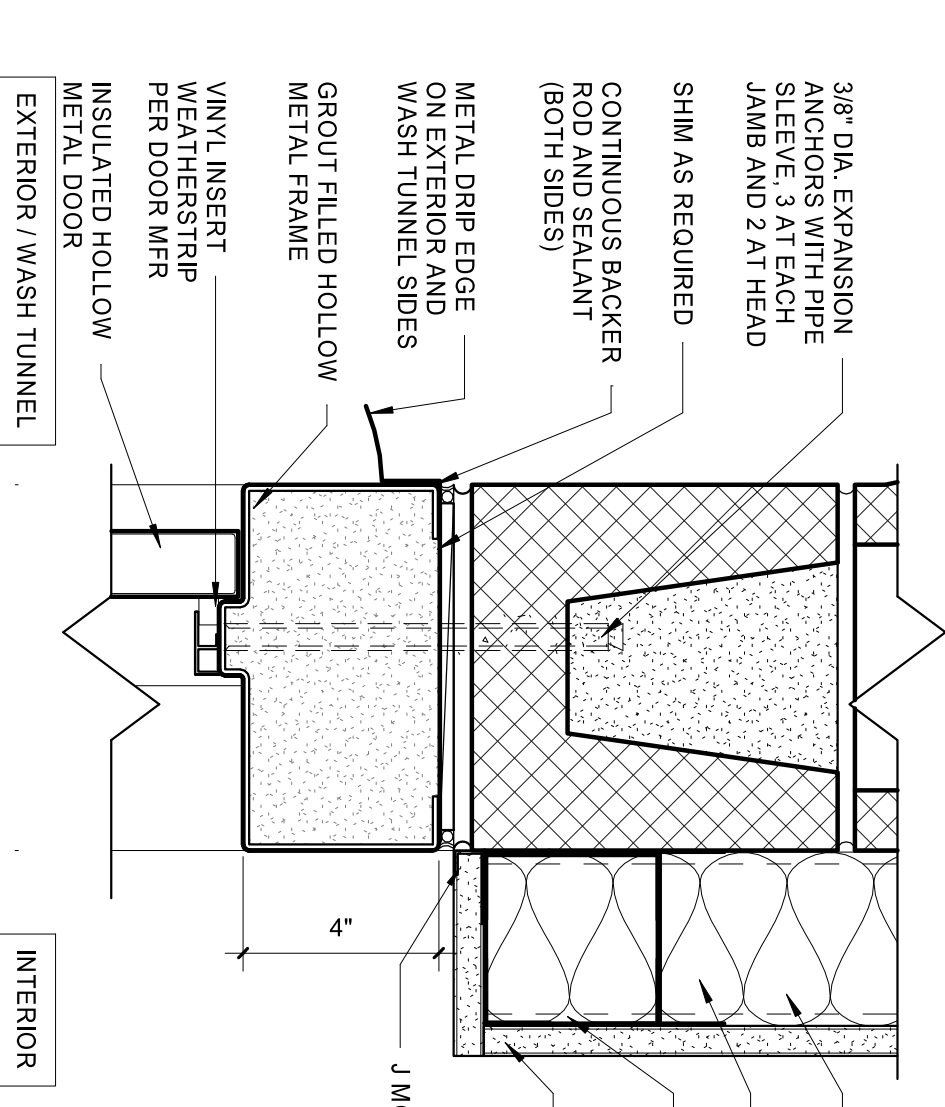 3/8" DIA. EXPANSION
ANCHORS WITH PIPE
SLEEVE, 3 AT EACH
JAMB AND 2 AT HEAD
SHIM AS REQUIRED
CONTINUOUS BACKER
ROD AND SEALANT
(BOTH SIDES)
METAL DRIP EDGE
ON EXTERIOR AND
WASH TUNNEL SIDES
GROUT FILLED HOLLOW
METAL FRAME
VINYL INSERT
WEATHERSTRIP
PER DOOR MFR
INSULATED HOLLOW
METAL DOOR
EXTERIOR / WASH TUNNEL
4"
J
INTERIOR